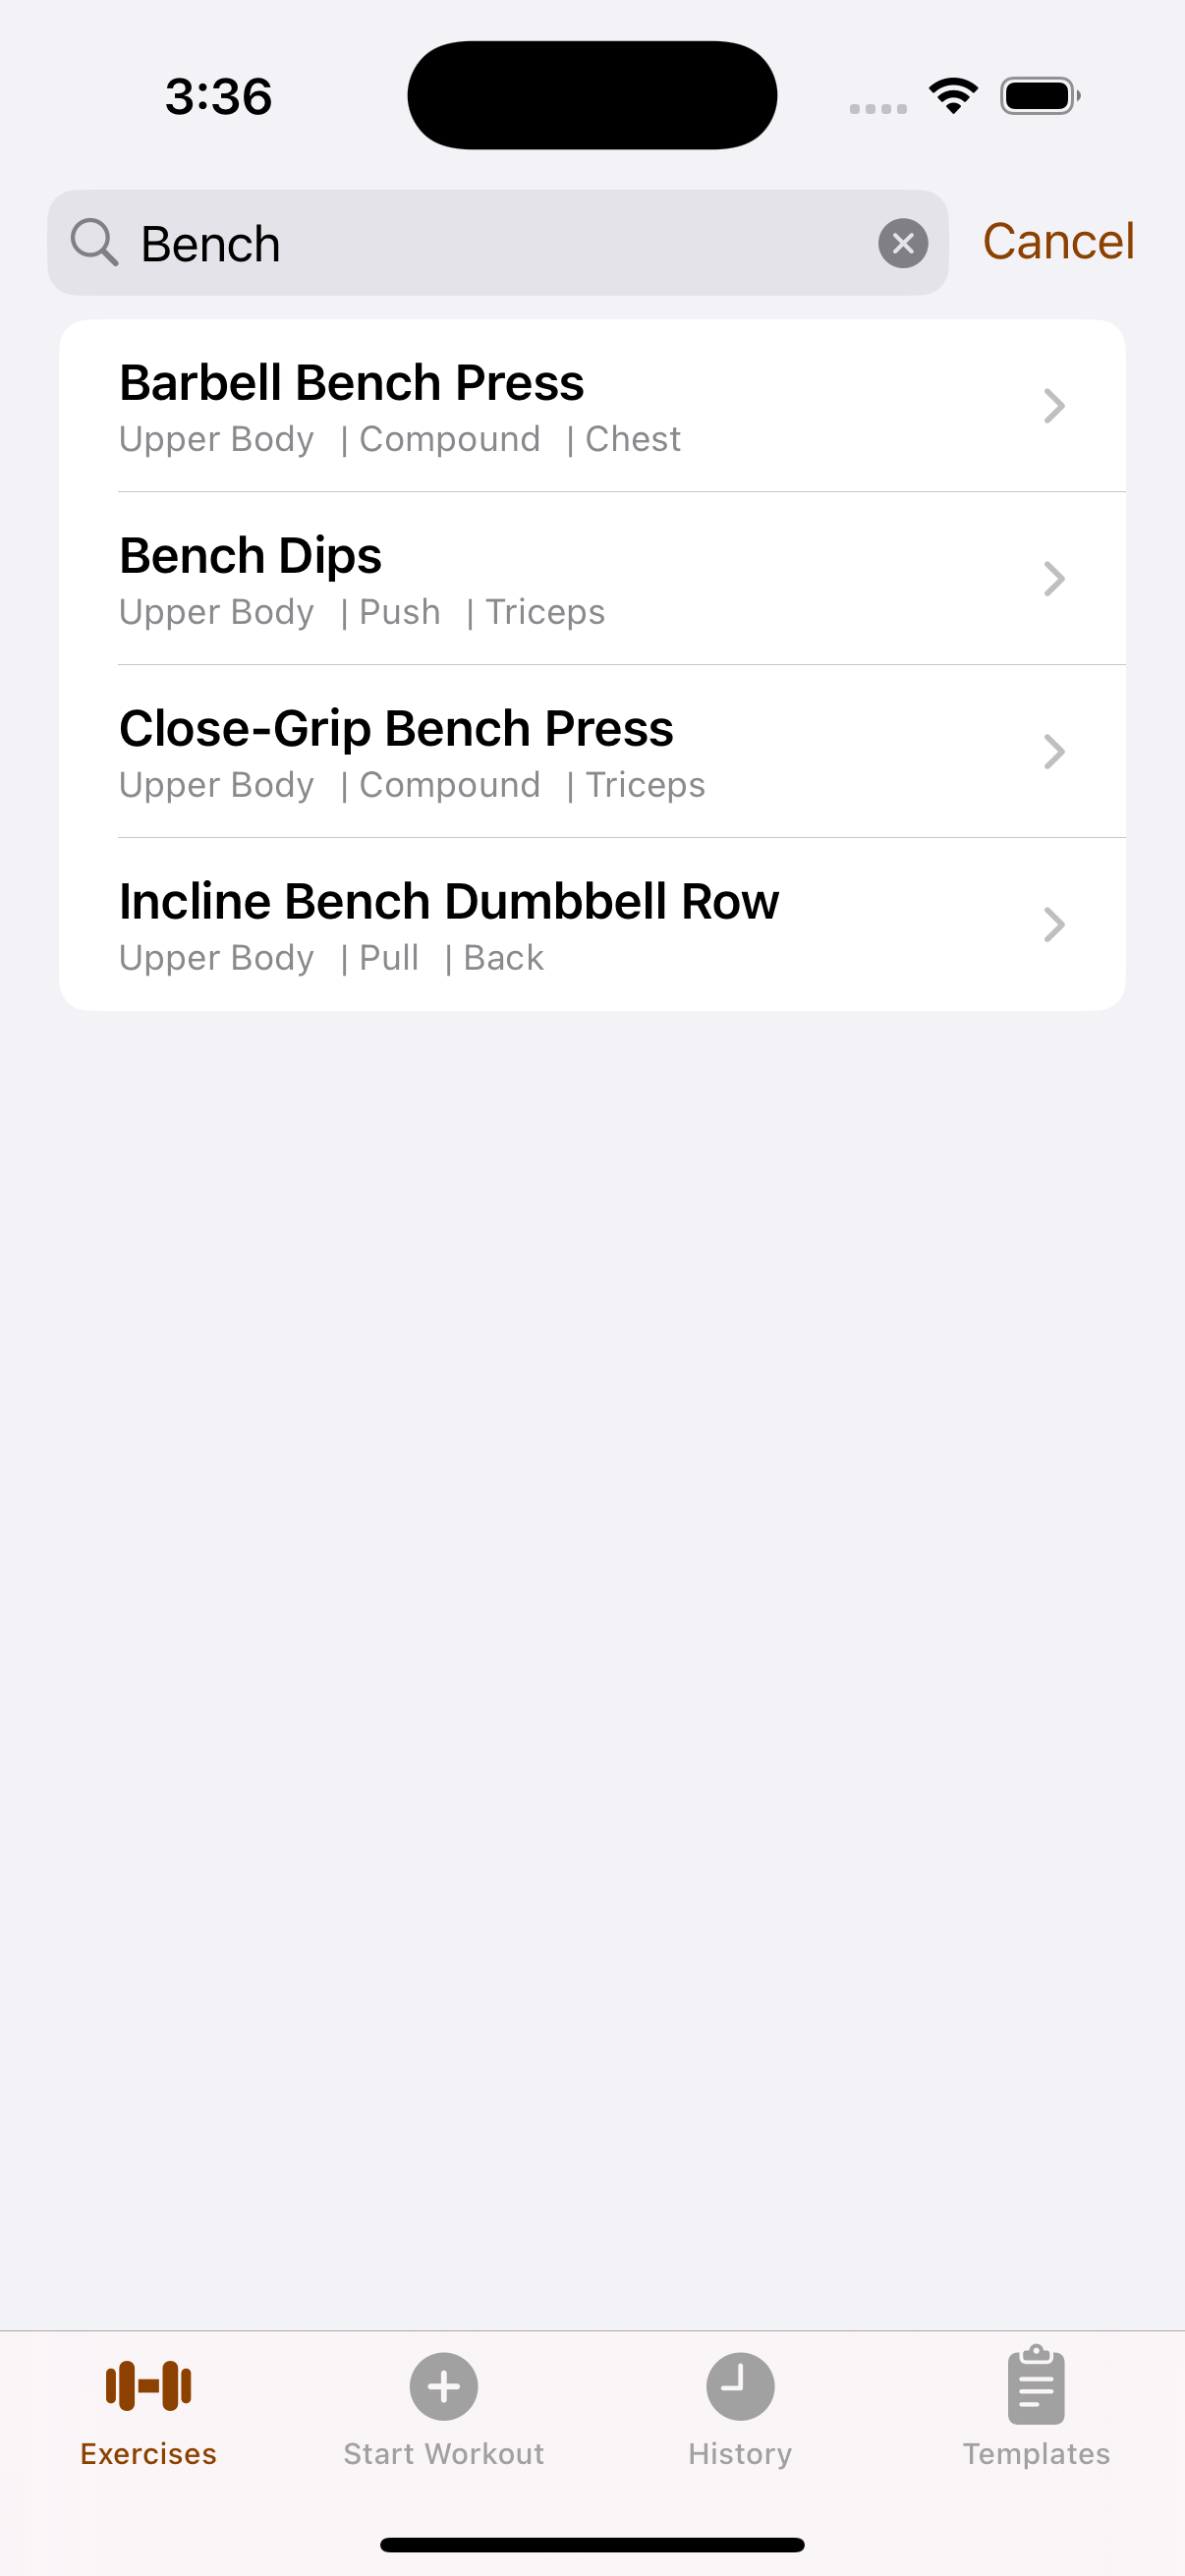 3:36
Bench
Cancel
Barbell Bench Press
Upper Body | Compound | Chest
Bench Dips
Upper Body | Push | Triceps
Close-Grip Bench Press
Upper Body | Compound | Triceps
Incline Bench Dumbbell Row
Upper Body | Pull | Back
Exercises
Start Workout
History
Templates